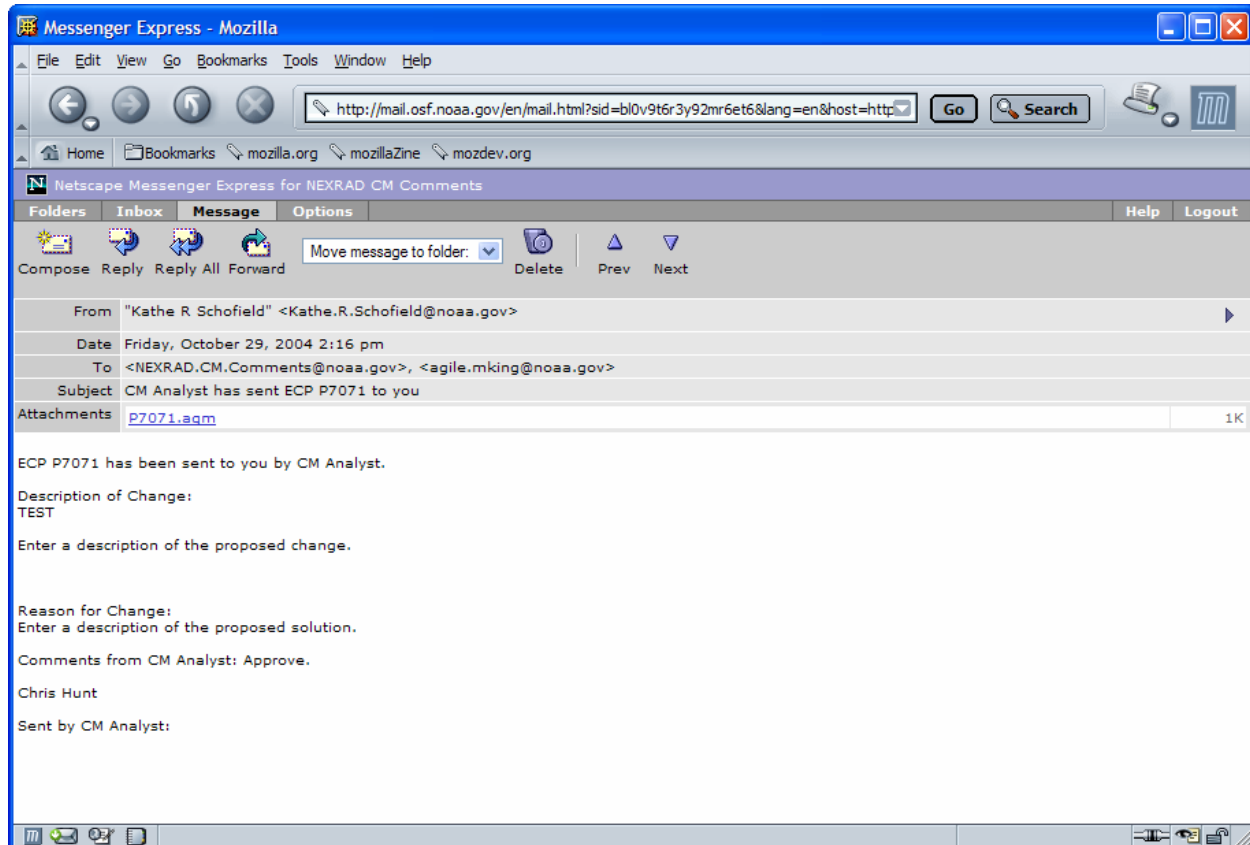 Messenger Express - Mozilla
File Edit View Go Bookmarks Tools Window Help
http://mail.osf.noaa.gov/en/mail.html?sid=bl0v9t6r3y92mr6et6&lang=en&host=http Go Search
Home Bookmarks mozilla.org mozillaZine mozdev.org
N Netscape Messenger Express for NEXRAD CM Comments
Folders Inbox Message Options Help Logout
Move message to folder:
Compose Reply Reply All Forward Delete Prev Next
From "Kathe R Schofield" <Kathe.R.Schofield@noaa.gov>
Date Friday, October 29, 2004 2:16 pm
To <NEXRAD.CM.Comments@noaa.gov>, <agile.mking@noaa.gov>
Subject CM Analyst has sent ECP P7071 to you
Attachments P7071.aqm 1K
ECP P7071 has been sent to you by CM Analyst.
Description of Change:
TEST
Enter a description of the proposed change.
Reason for Change:
Enter a description of the proposed solution.
Comments from CM Analyst: Approve.
Chris Hunt
Sent by CM Analyst: